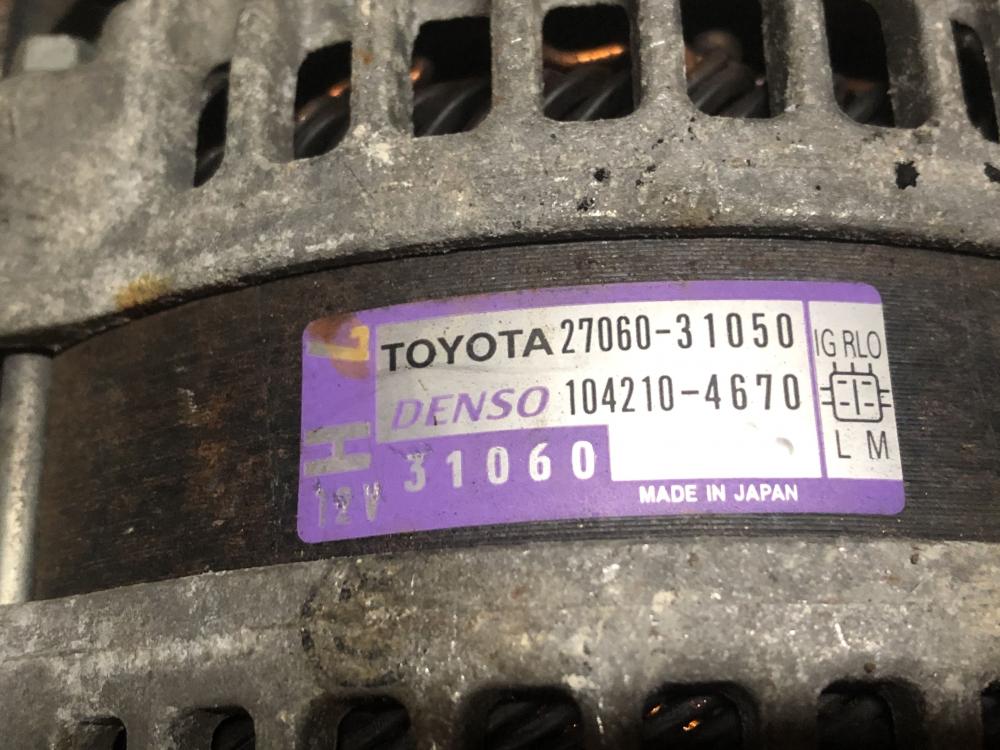 TOYOTA 27060-31050
DENSO 104210-4670
31060
H
12V
MADE IN JAPAN
IG RLO
L M